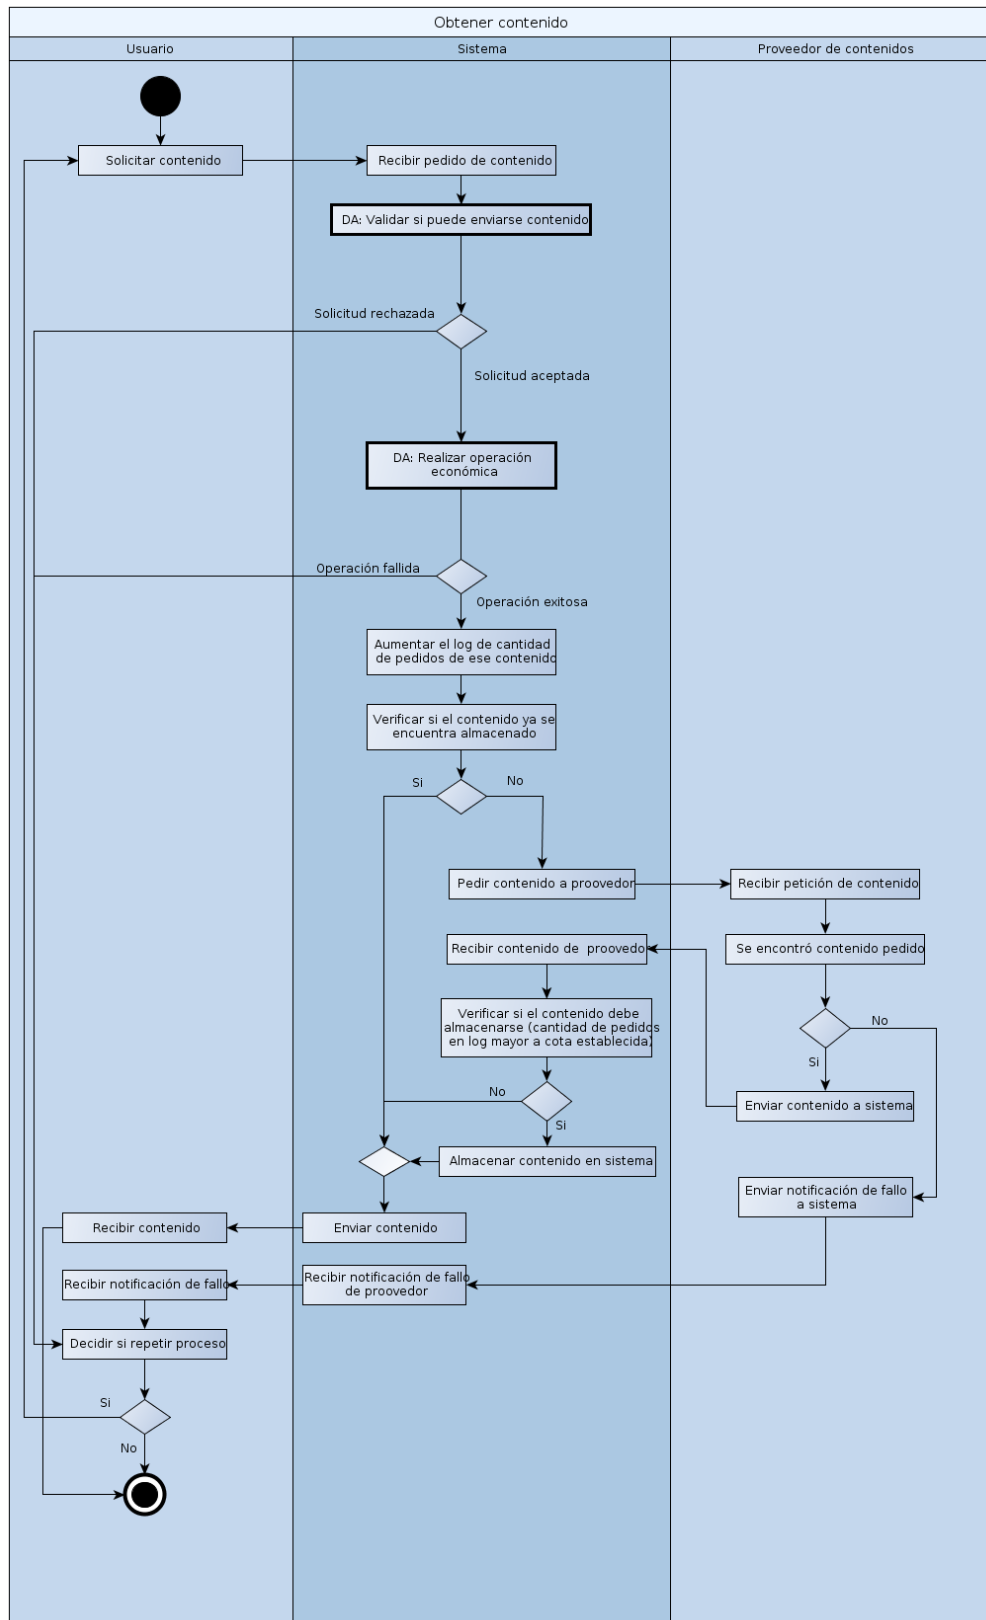 Obtener contenido
Usuario
Sistema
Proveedor de contenidos
Solicitar contenido
Recibir pedido de contenido
DA: Validar si puede enviarse contenido
Solicitud rechazada
Solicitud aceptada
DA: Realizar operación
económica
Operación fallida
Operación exitosa
Aumentar el log de cantidad
de pedidos de ese contenido
Verificar si el contenido ya se
encuentra almacenado
Si
No
Pedir contenido a proovedor
Recibir petición de contenido
Recibir contenido de proovedor
Se encontró contenido pedido
Verificar si el contenido debe
almacenarse (cantidad de pedidos
en log mayor a cota establecida)
No
Si
No
Si
Enviar contenido a sistema
Almacenar contenido en sistema
Enviar notificación de fallo
a sistema
Recibir contenido
Enviar contenido
Recibir notificación de fallo
Recibir notificación de fallo
de proovedor
Decidir si repetir proceso
Si
No